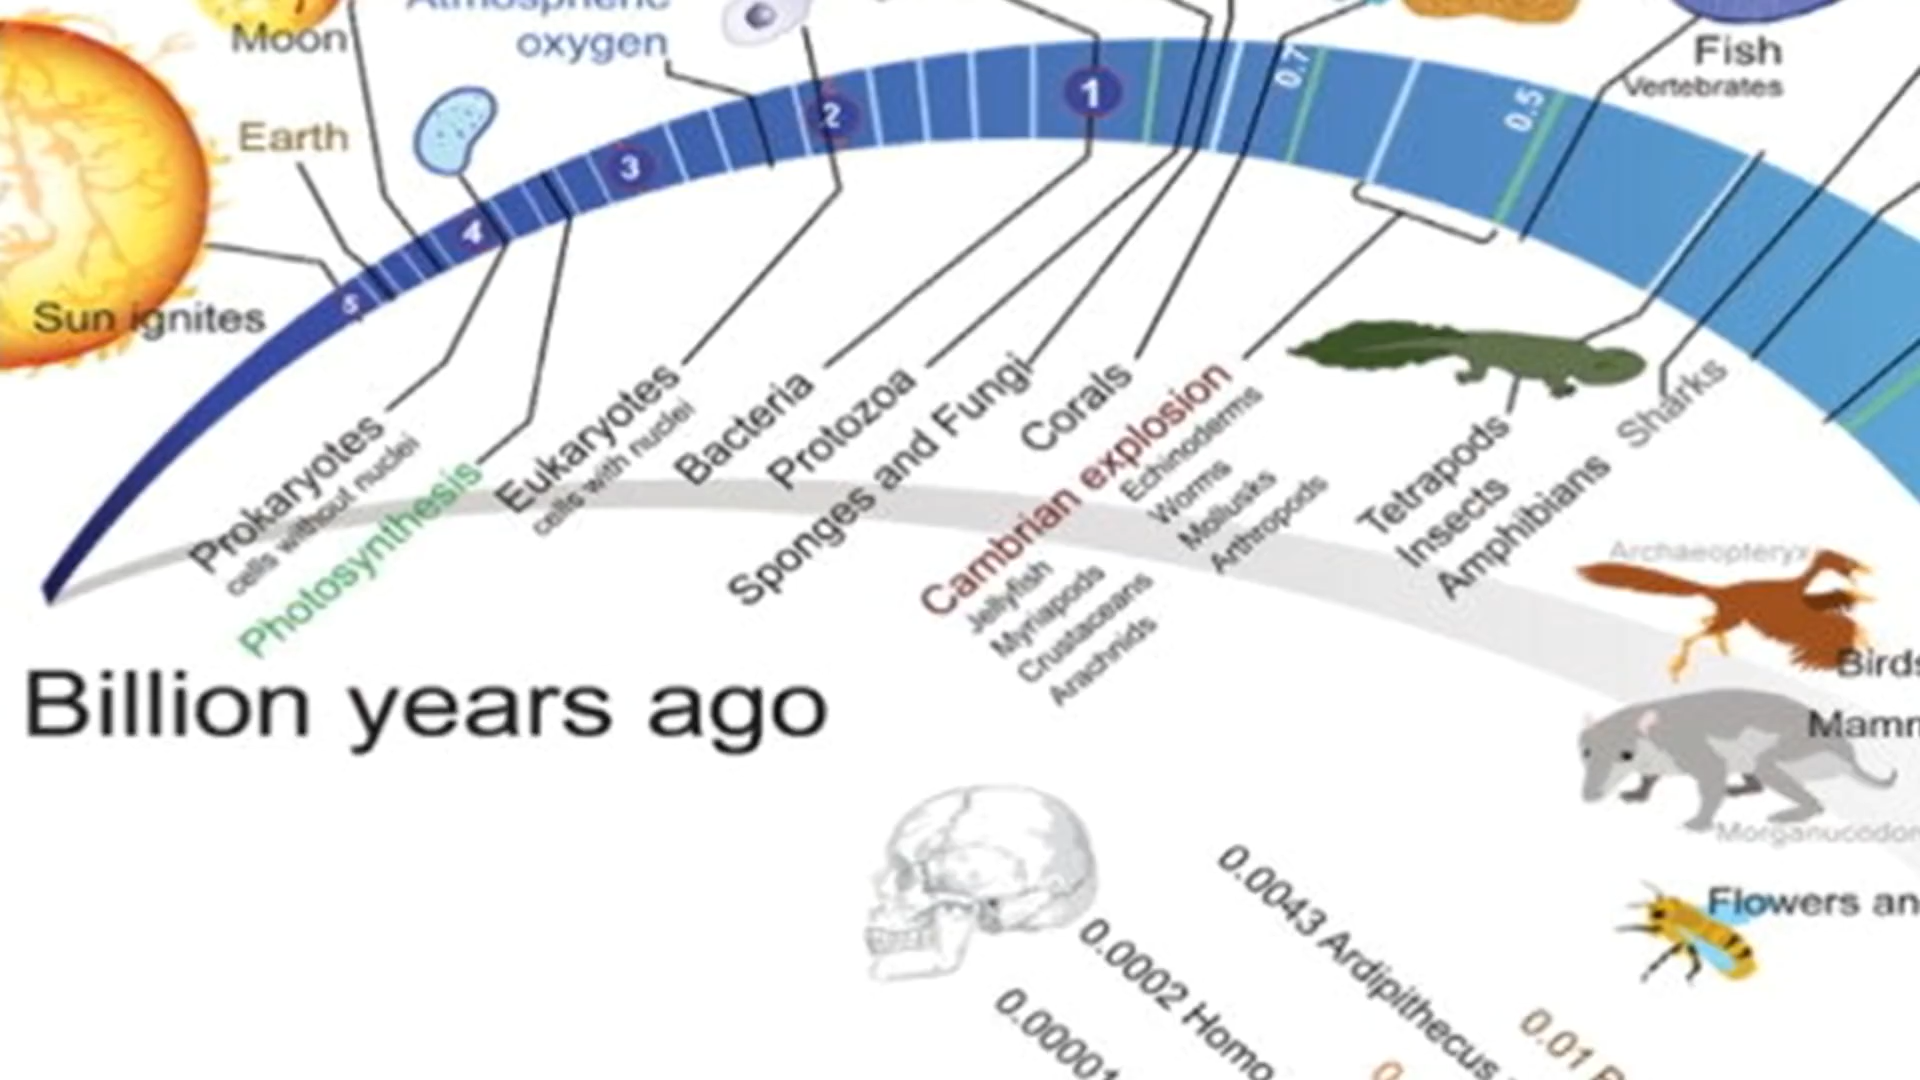 Atmospheric
oxygen
Moon
Earth
Sun ignites
5
4
3
2
1
0.7
0.5
Fish
Vertebrates
Prokaryotes
cells without nuclei
Photosynthesis
Eukaryotes
cells with nuclei
Bacteria
Protozoa
Sponges and Fungi
Corals
Cambrian explosion
Echinoderms
Worms
Mollusks
Arthropods
Jellyfish
Myriapods
Crustaceans
Arachnids
Tetrapods
Insects
Amphibians
Sharks
Archaeopteryx
Birds
Mamm
Morganucodon
Flowers an
Billion years ago
0.0043 Ardipithecus
0.0002 Homo
0.00001
0.01